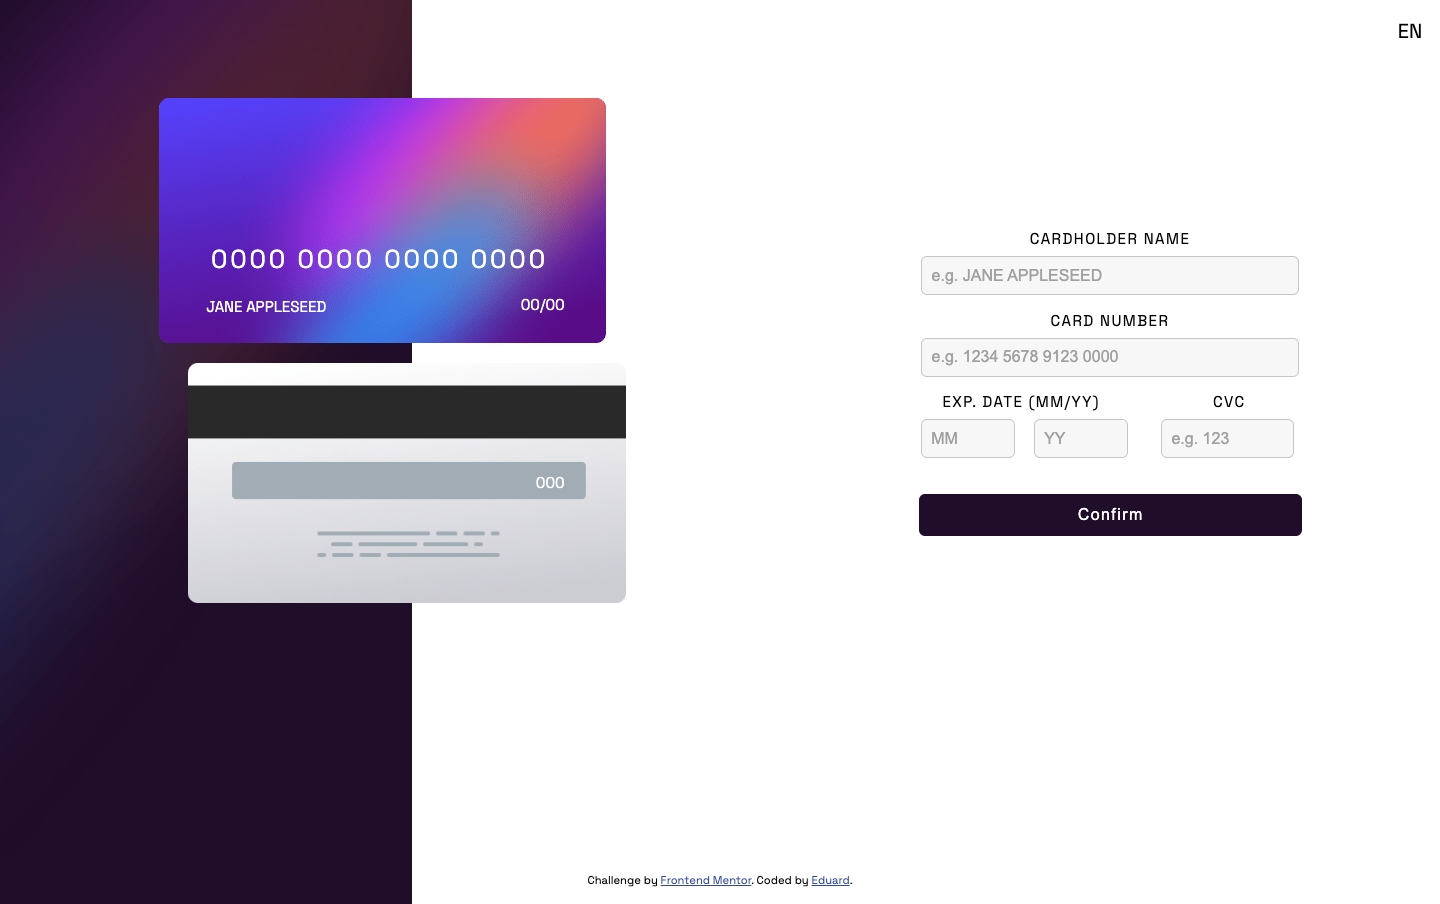 EN
0000 0000 0000 0000
JANE APPLESEED 00/00
000
CARDHOLDER NAME
e.g. JANE APPLESEED
CARD NUMBER
e.g. 1234 5678 9123 0000
EXP. DATE (MM/YY) CVC
MM YY e.g. 123
Confirm
Challenge by Frontend Mentor. Coded by Eduard.